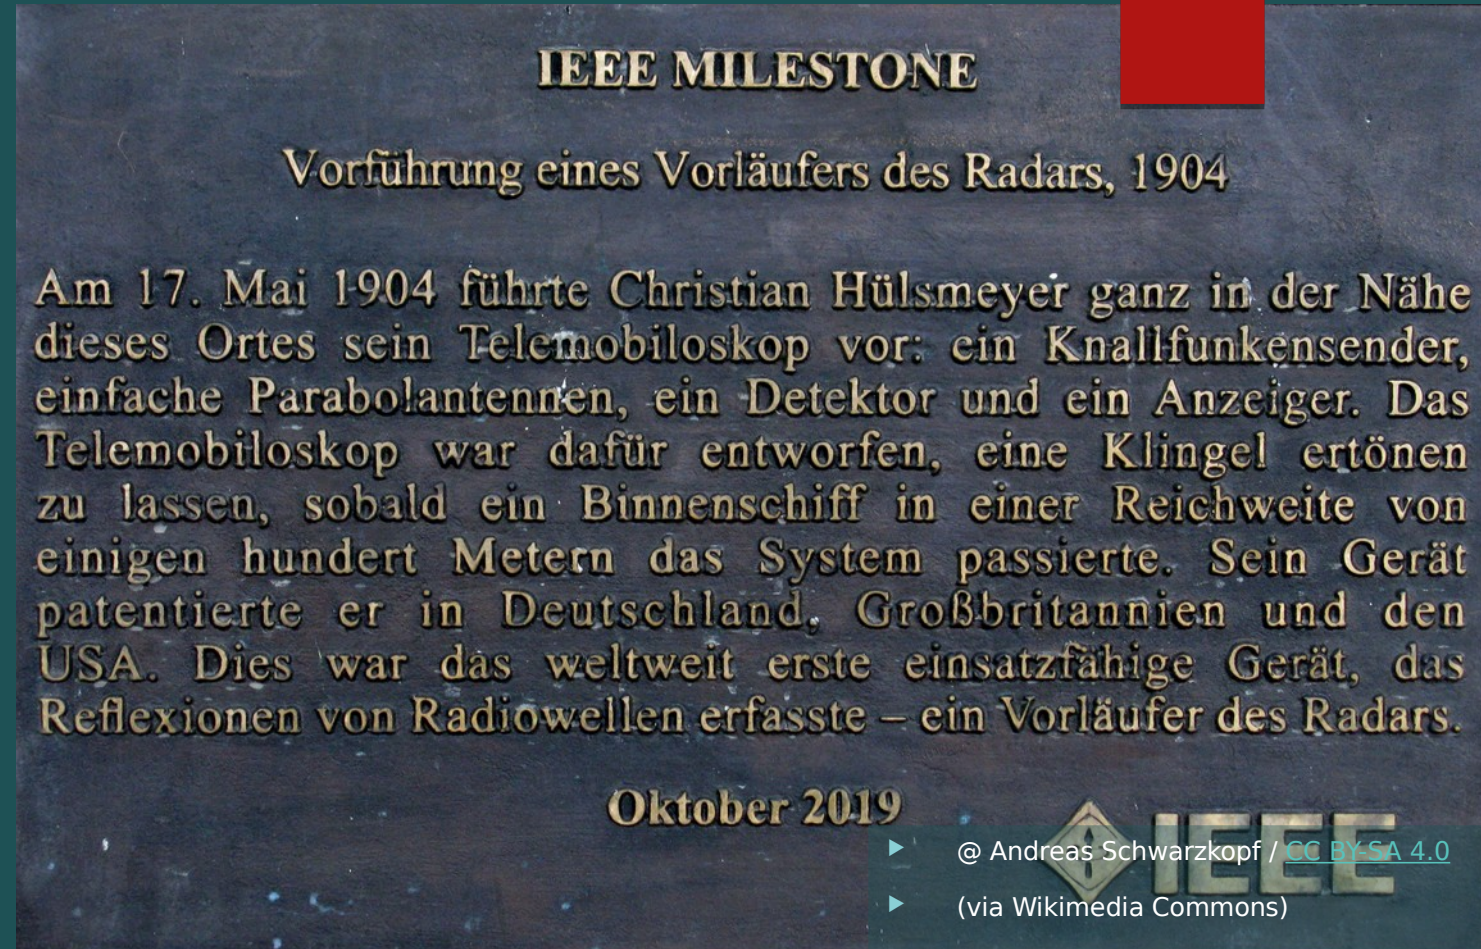 IEEE MILESTONE
Vorführung eines Vorläufers des Radars, 1904
Am 17. Mai 1904 führte Christian Hülsmeyer ganz in der Nähe
dieses Ortes sein Telemobiloskop vor: ein Knallfunkensender,
einfache Parabolantennen, ein Detektor und ein Anzeiger. Das
Telemobiloskop war dafür entworfen, eine Klingel ertönen
zu lassen, sobald ein Binnenschiff in einer Reichweite von
einigen hundert Metern das System passierte. Sein Gerät
patentierte er in Deutschland, Großbritannien und den
USA. Dies war das weltweit erste einsatzfähige Gerät, das
Reflexionen von Radiowellen erfasste – ein Vorläufer des Radars.
Oktober 2019
IEEE
@ Andreas Schwarzkopf / CC BY-SA 4.0
(via Wikimedia Commons)